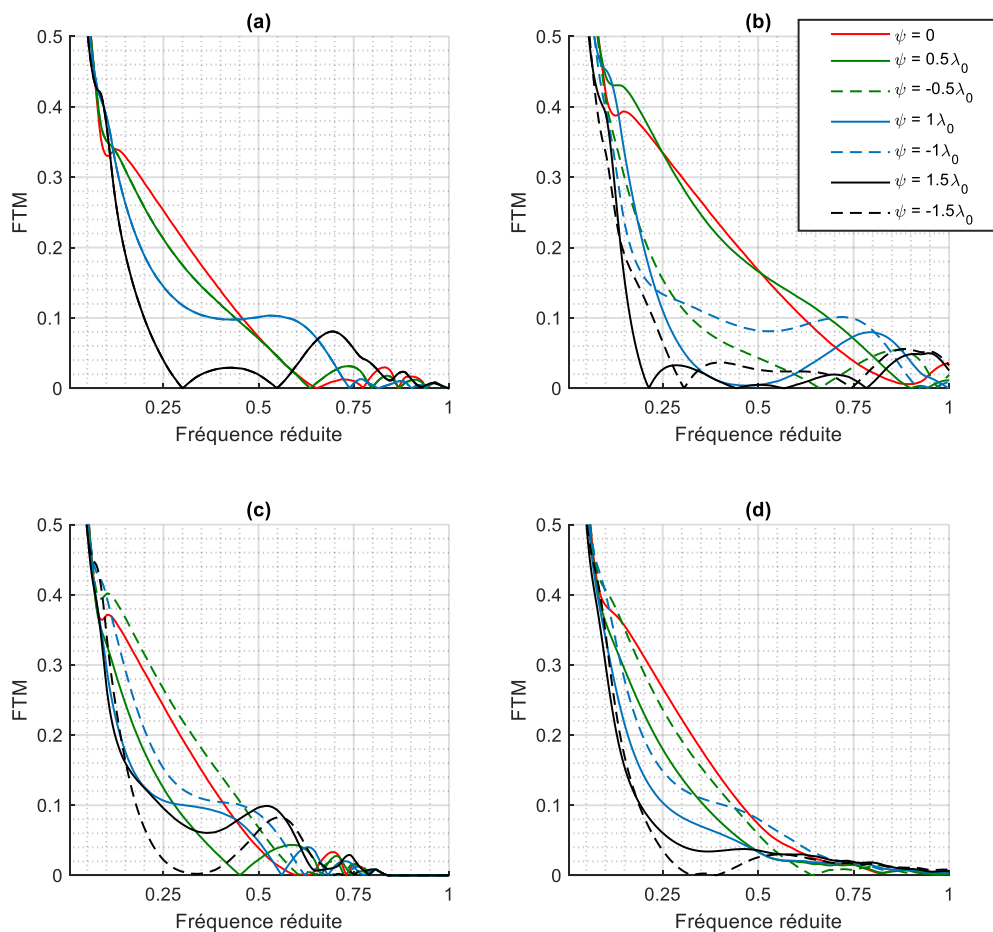 (a)
0.5
0.4
0.3
0.2
0.1
0
FTM
0.25 0.5 0.75 1
Fréquence réduite
(b)
0.5
0.4
0.3
0.2
0.1
0
FTM
0.25 0.5 0.75 1
Fréquence réduite
ψ = 0
ψ = 0.5λ₀
ψ = -0.5λ₀
ψ = 1λ₀
ψ = -1λ₀
ψ = 1.5λ₀
ψ = -1.5λ₀
(c)
0.5
0.4
0.3
0.2
0.1
0
FTM
0.25 0.5 0.75 1
Fréquence réduite
(d)
0.5
0.4
0.3
0.2
0.1
0
FTM
0.25 0.5 0.75 1
Fréquence réduite